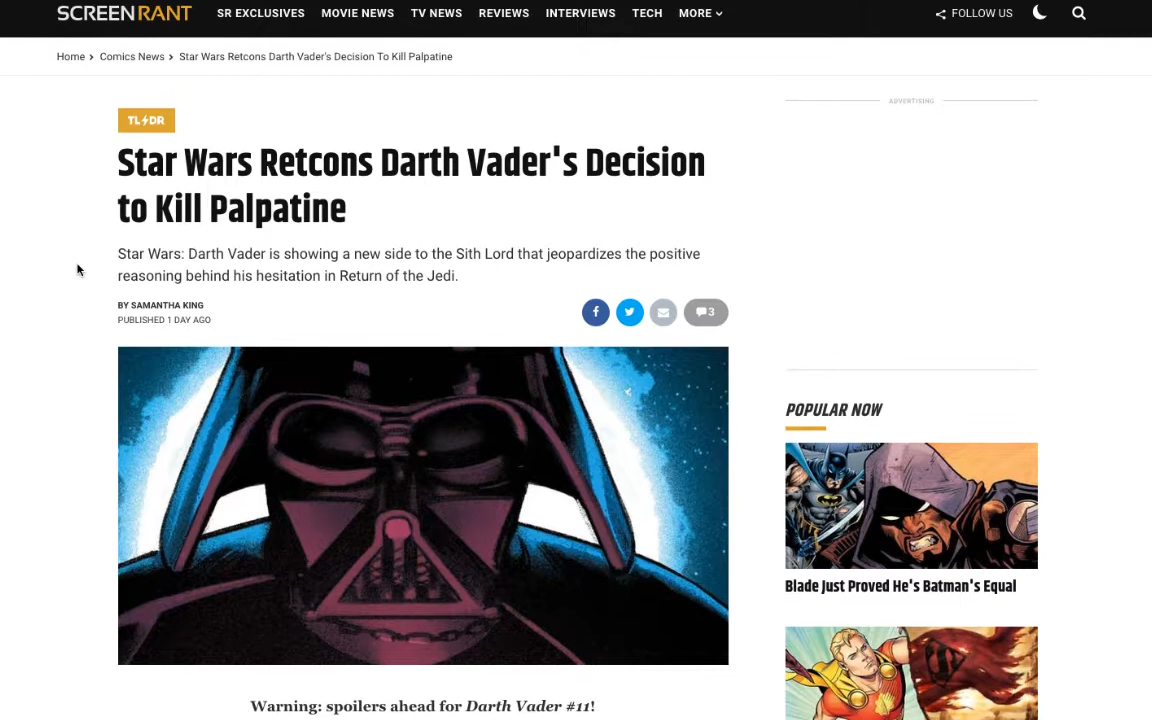 SCREENRANT
SR EXCLUSIVES MOVIE NEWS TV NEWS REVIEWS INTERVIEWS TECH MORE
FOLLOW US
Home > Comics News > Star Wars Retcons Darth Vader's Decision To Kill Palpatine
TL DR
Star Wars Retcons Darth Vader's Decision
to Kill Palpatine
Star Wars: Darth Vader is showing a new side to the Sith Lord that jeopardizes the positive
reasoning behind his hesitation in Return of the Jedi.
BY SAMANTHA KING
PUBLISHED 1 DAY AGO
3
Warning: spoilers ahead for Darth Vader #11!
ADVERTISING
POPULAR NOW
Blade Just Proved He's Batman's Equal